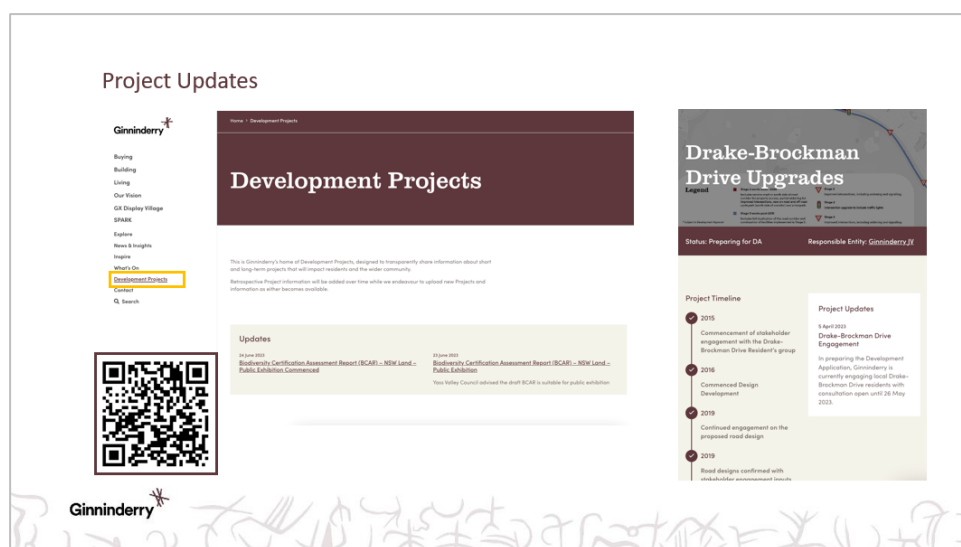 Project Updates
Ginninderry
Buying
Building
Living
Our Vision
GX Display Village
SPARK
Explore
News & Insights
Inspire
What's On
Development Projects
Contact
Search
Home > Development Projects
Development Projects
This is Ginninderry's home of Development Projects, designed to transparently share information about short
and long-term projects that will impact residents and the wider community.
Retrospective Project information will be added over time while we endeavour to upload new Projects and
information as either becomes available.
Updates
24 June 2023
Biodiversity Certification Assessment Report (BCAR) – NSW Land –
Public Exhibition Commenced
23 June 2023
Biodiversity Certification Assessment Report (BCAR) – NSW Land –
Public Exhibition
Yass Valley Council advised the draft BCAR is suitable for public exhibition
Drake-Brockman
Drive Upgrades
Legend
Status: Preparing for DA
Responsible Entity: Ginninderry JV
Project Timeline
2015
Commencement of stakeholder
engagement with the Drake-
Brockman Drive Resident's group
2016
Commenced Design
Development
2019
Continued engagement on the
proposed road design
2019
Road designs confirmed with
stakeholder engagement inputs
Project Updates
5 April 2023
Drake-Brockman Drive
Engagement
In preparing the Development
Application, Ginninderry is
currently engaging local Drake-
Brockman Drive residents with
consultation open until 26 May
2023.
Ginninderry